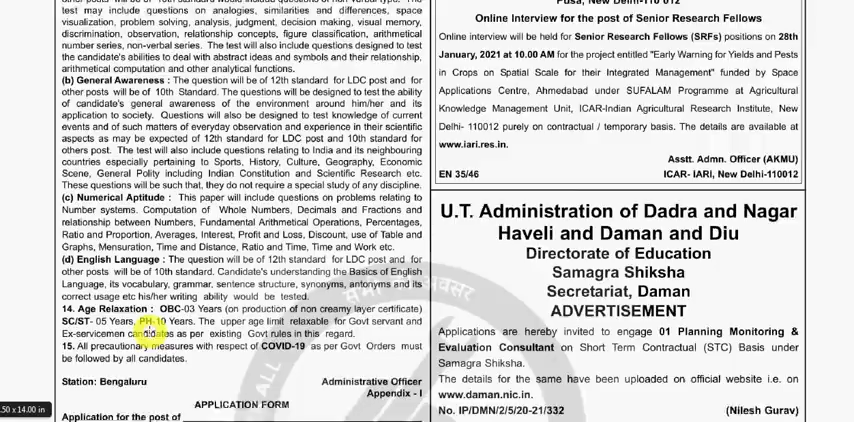 test may include questions on analogies, similarities and differences, space
visualization, problem solving, analysis, judgment, decision making, visual memory,
discrimination, observation, relationship concepts, figure classification, arithmetical
number series, non-verbal series. The test will also include questions designed to test
the candidate's abilities to deal with abstract ideas and symbols and their relationship,
arithmetical computation and other analytical functions.
(b) General Awareness : The question will be of 12th standard for LDC post and for
other posts will be of 10th Standard. The questions will be designed to test the ability
of candidate's general awareness of the environment around him/her and its
application to society. Questions will also be designed to test knowledge of current
events and of such matters of everyday observation and experience in their scientific
aspects as may be expected of 12th standard for LDC post and 10th standard for
others post. The test will also include questions relating to India and its neighbouring
countries especially pertaining to Sports, History, Culture, Geography, Economic
Scene, General Polity including Indian Constitution and Scientific Research etc.
These questions will be such that, they do not require a special study of any discipline.
(c) Numerical Aptitude : This paper will include questions on problems relating to
Number systems. Computation of Whole Numbers, Decimals and Fractions and
relationship between Numbers, Fundamental Arithmetical Operations, Percentages,
Ratio and Proportion, Averages, Interest, Profit and Loss, Discount, use of Table and
Graphs, Mensuration, Time and Distance, Ratio and Time, Time and Work etc.
(d) English Language : The question will be of 12th standard for LDC post and for
other posts will be of 10th standard. Candidate's understanding the Basics of English
Language, its vocabulary, grammar, sentence structure, synonyms, antonyms and its
correct usage etc his/her writing ability would be tested.
14. Age Relaxation : OBC-03 Years (on production of non creamy layer certificate)
SC/ST- 05 Years, PH-10 Years. The upper age limit relaxable for Govt servant and
Ex-servicemen candidates as per existing Govt rules in this regard.
15. All precautionary measures with respect of COVID-19 as per Govt Orders must
be followed by all candidates.
Station: Bengaluru Administrative Officer
Appendix - I
APPLICATION FORM
Application for the post of
.50 x 14.00 in
Pusa, New Delhi-110 012
Online Interview for the post of Senior Research Fellows
Online interview will be held for Senior Research Fellows (SRFs) positions on 28th
January, 2021 at 10.00 AM for the project entitled "Early Warning for Yields and Pests
in Crops on Spatial Scale for their Integrated Management" funded by Space
Applications Centre, Ahmedabad under SUFALAM Programme at Agricultural
Knowledge Management Unit, ICAR-Indian Agricultural Research Institute, New
Delhi- 110012 purely on contractual / temporary basis. The details are available at
www.iari.res.in.
Asstt. Admn. Officer (AKMU)
EN 35/46 ICAR- IARI, New Delhi-110012
U.T. Administration of Dadra and Nagar
Haveli and Daman and Diu
Directorate of Education
Samagra Shiksha
Secretariat, Daman
ADVERTISEMENT
Applications are hereby invited to engage 01 Planning Monitoring &
Evaluation Consultant on Short Term Contractual (STC) Basis under
Samagra Shiksha.
The details for the same have been uploaded on official website i.e. on
www.daman.nic.in.
No. IP/DMN/2/5/20-21/332 (Nilesh Gurav)